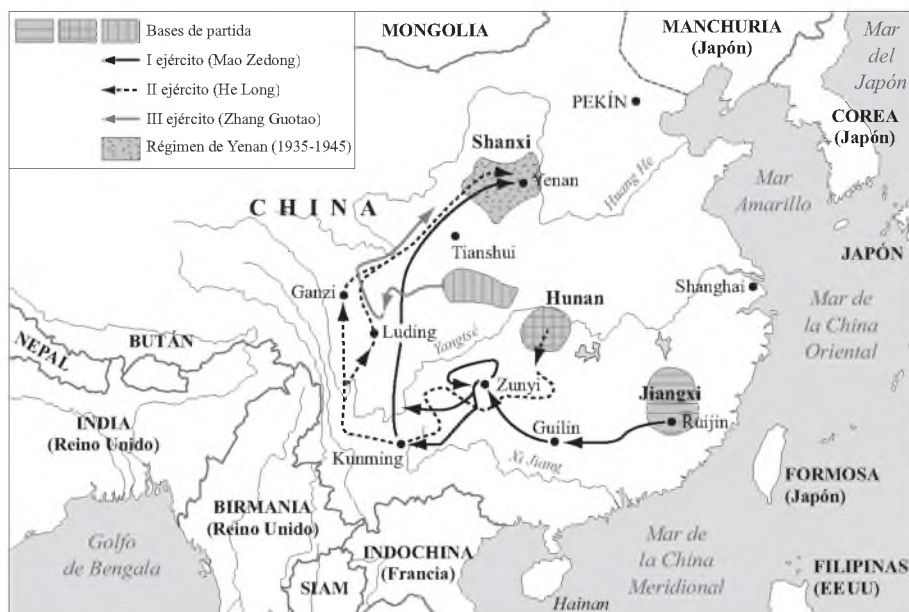 Bases de partida
I ejército (Mao Zedong)
II ejército (He Long)
III ejército (Zhang Guotao)
Régimen de Yenan (1935-1945)
MONGOLIA
MANCHURIA
(Japón)
Mar
del
Japón
PEKÍN
COREA
(Japón)
Shanxi
Yenan
Huang He
Mar
Amarillo
CHINA
Tianshui
JAPÓN
Ganzi
Hunan
Shanghai
Mar de
la China
Oriental
Luding
Yangtsé
NEPAL
BUTÁN
Zunyi
Jiangxi
Ruijin
Guilin
INDIA
(Reino Unido)
Kunming
Xi Jiang
FORMOSA
(Japón)
BIRMANIA
(Reino Unido)
Golfo
de Bengala
INDOCHINA
(Francia)
Mar de
la China
Meridional
SIAM
Hainan
FILIPINAS
(EEUU)